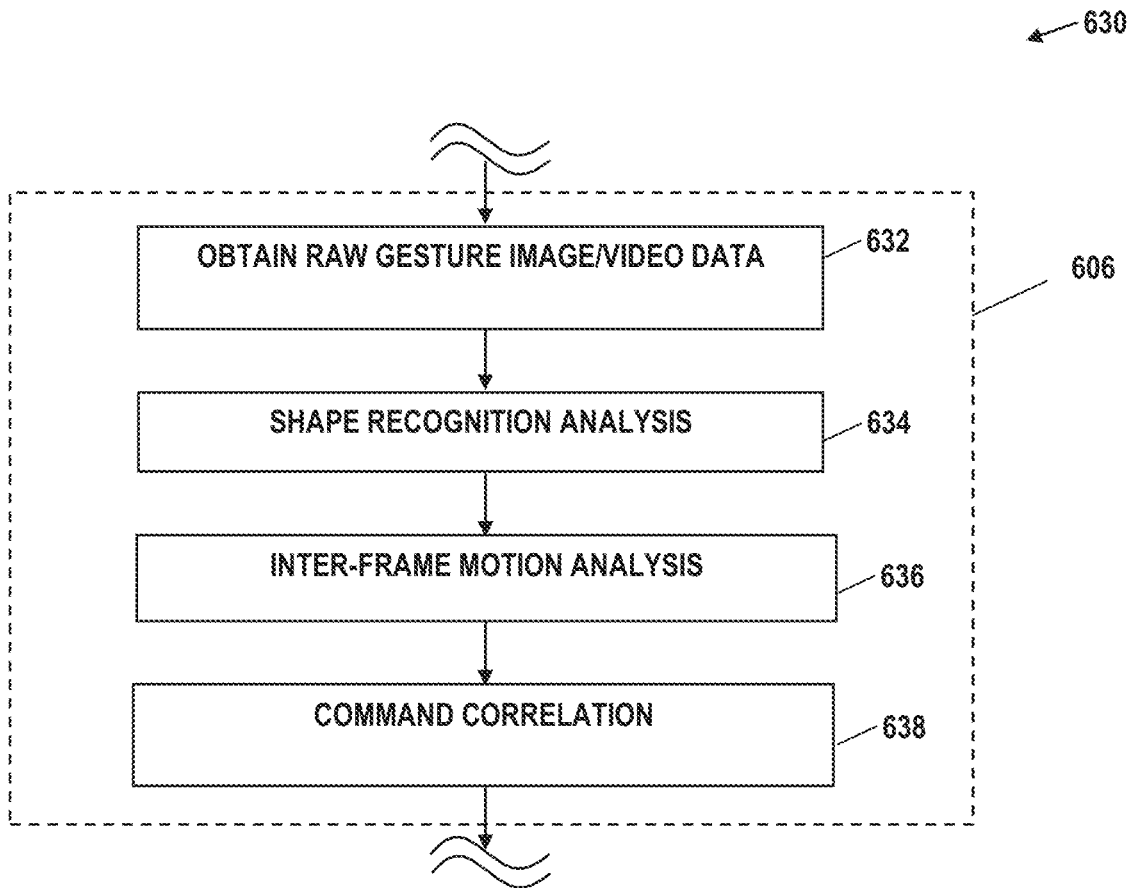 630
OBTAIN RAW GESTURE IMAGE/VIDEO DATA
632
606
SHAPE RECOGNITION ANALYSIS
634
INTER-FRAME MOTION ANALYSIS
636
COMMAND CORRELATION
638